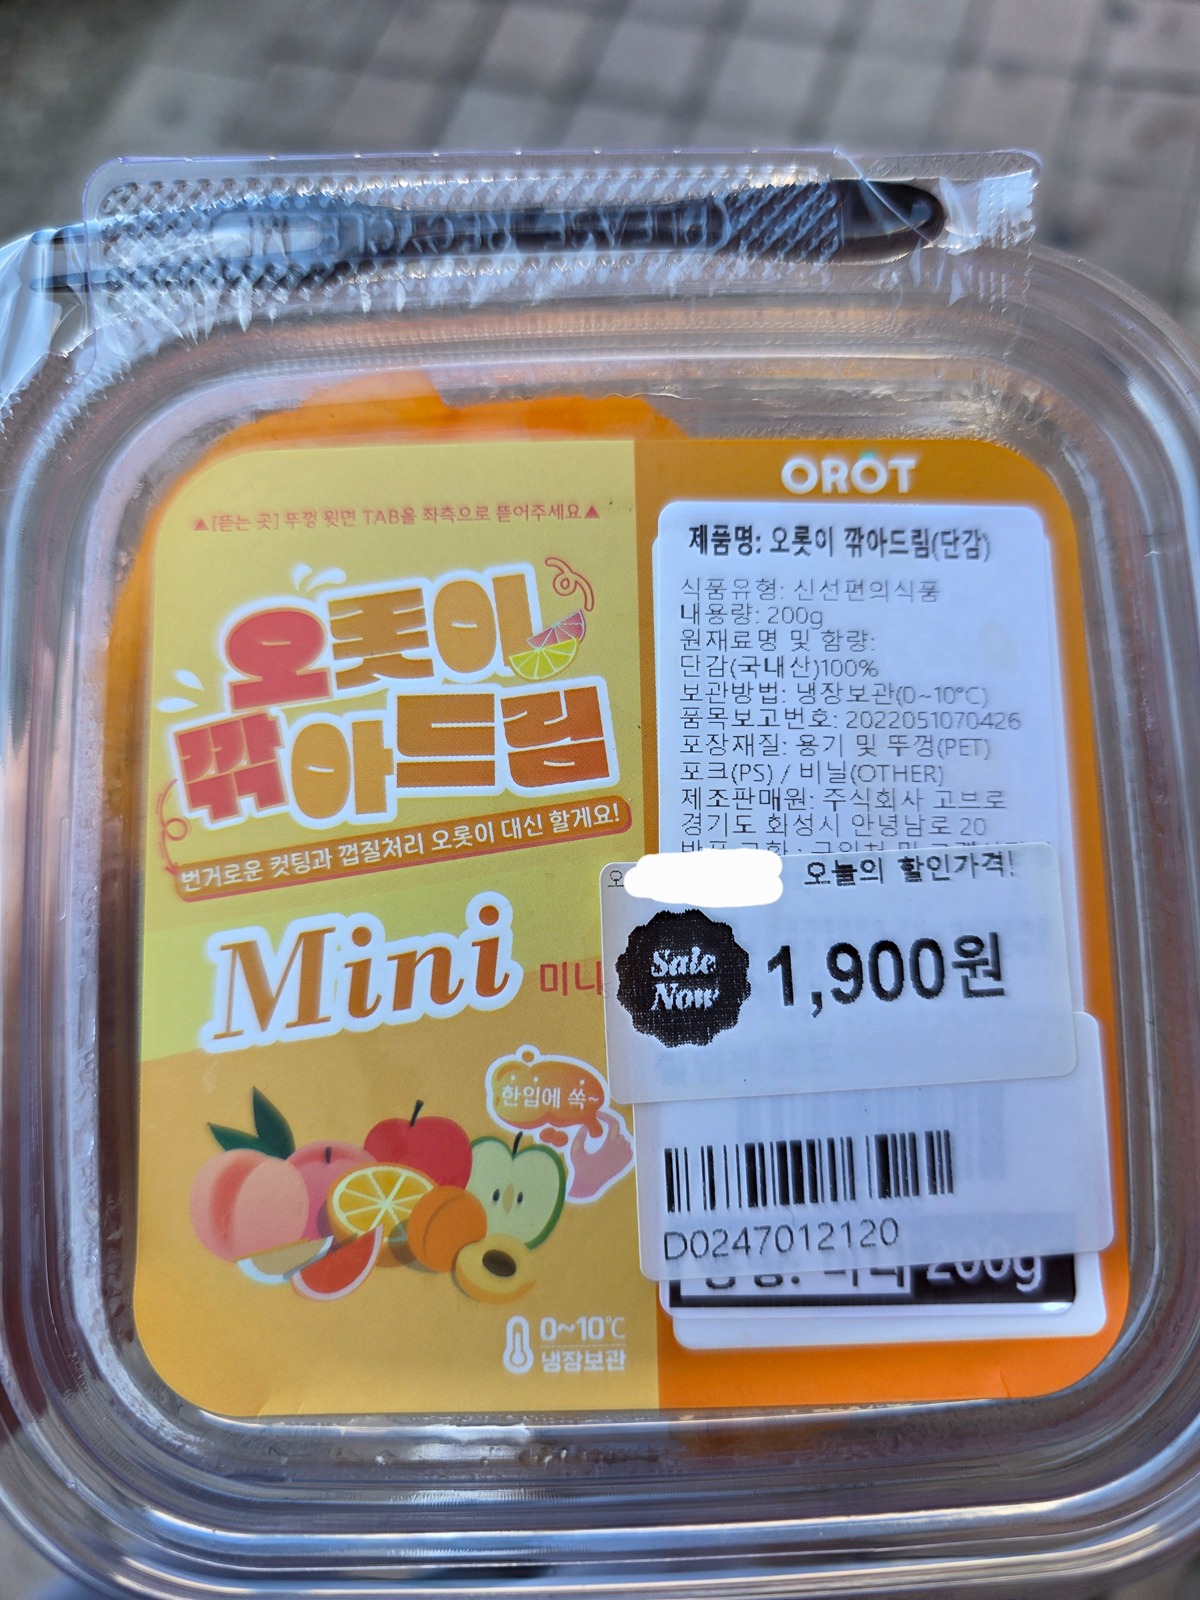 PLEASE RECYCLE
OROT
▲[뜯는 곳] 뚜껑 윗면 TAB을 좌측으로 뜯어주세요▲
오롯이
깎아드림
번거로운 컷팅과 껍질처리 오롯이 대신 할게요!
Mini 미니
한입에 쏙~
0~10℃
냉장보관
제품명: 오롯이 깎아드림(단감)
식품유형: 신선편의식품
내용량: 200g
원재료명 및 함량:
단감(국내산)100%
보관방법: 냉장보관(0~10℃)
품목보고번호: 2022051070426
포장재질: 용기 및 뚜껑(PET)
포크(PS) / 비닐(OTHER)
제조판매원: 주식회사 고브로
경기도 화성시 안녕남로 20
오
오늘의 할인가격!
Sale
Now
1,900원
D0247012120
200g